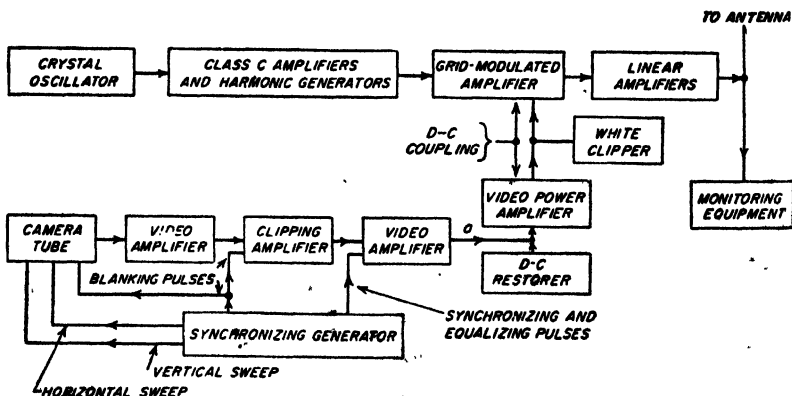 TO ANTENNA
CRYSTAL
OSCILLATOR
CLASS C AMPLIFIERS
AND HARMONIC GENERATORS
GRID-MODULATED
AMPLIFIER
LINEAR
AMPLIFIERS
D-C
COUPLING
WHITE
CLIPPER
VIDEO POWER
AMPLIFIER
MONITORING
EQUIPMENT
CAMERA
TUBE
VIDEO
AMPLIFIER
CLIPPING
AMPLIFIER
VIDEO
AMPLIFIER
a
D-C
RESTORER
BLANKING PULSES
SYNCHRONIZING GENERATOR
SYNCHRONIZING AND
EQUALIZING PULSES
VERTICAL SWEEP
HORIZONTAL SWEEP